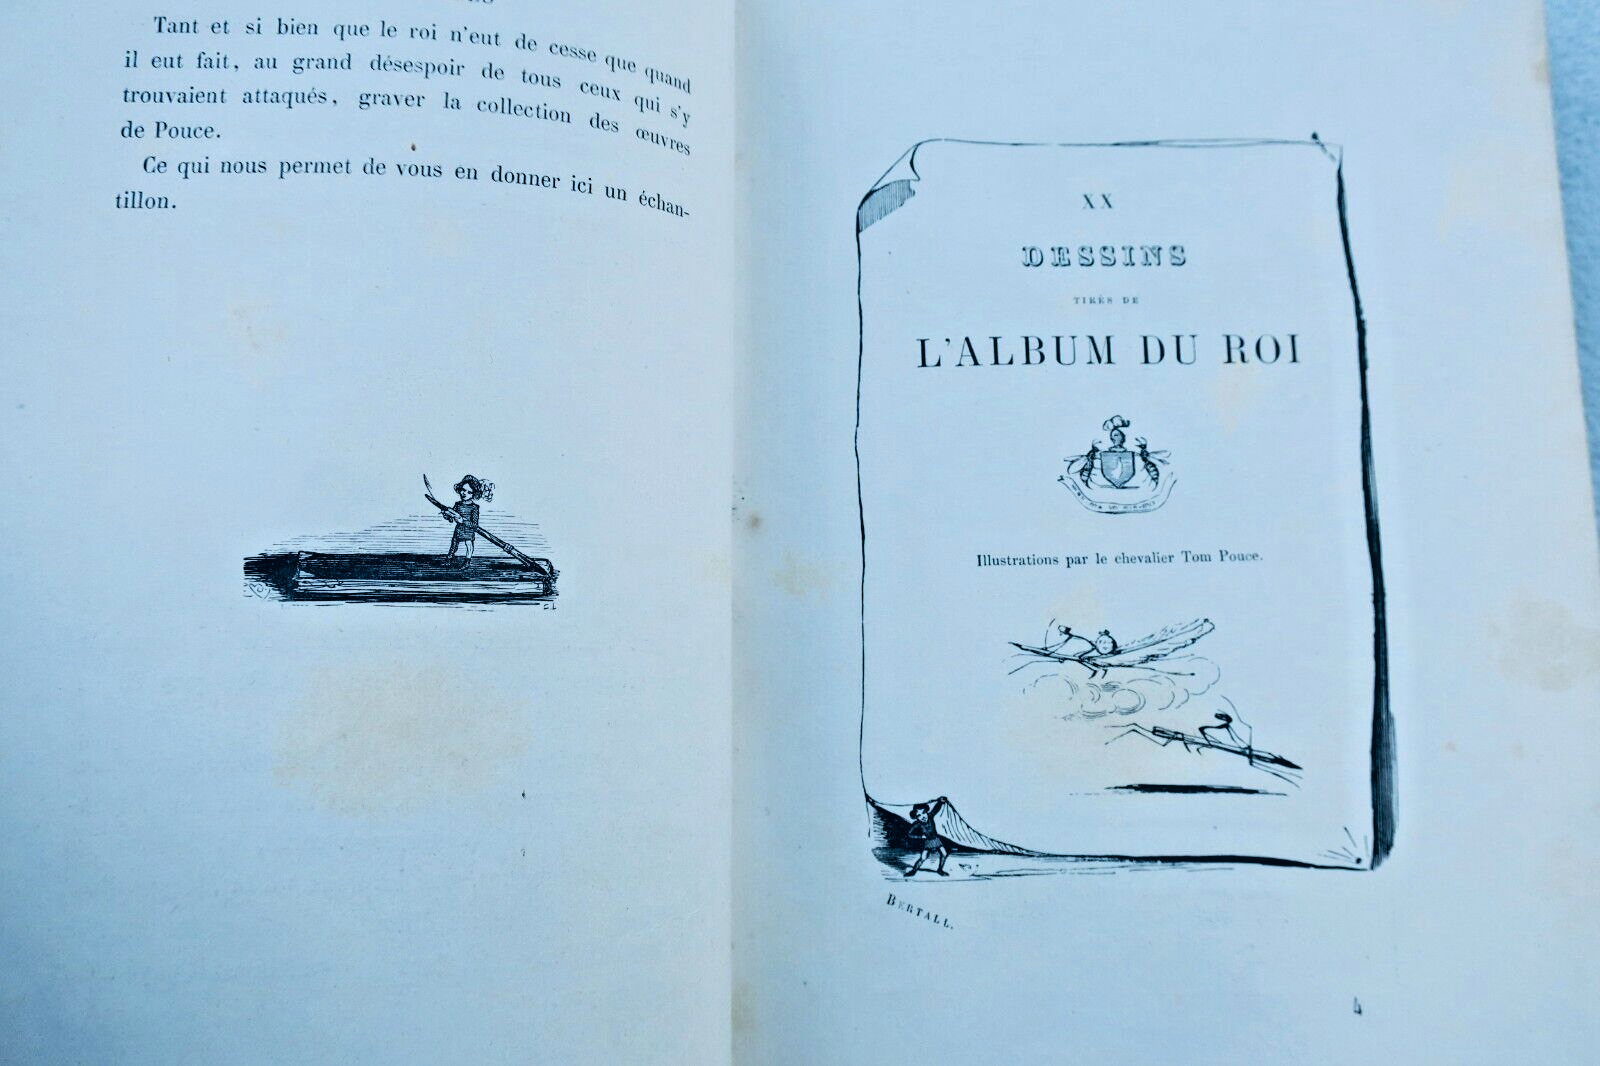 Tant et si bien que le roi n'eut de cesse que quand
il eut fait, au grand désespoir de tous ceux qui s'y
trouvaient attaqués, graver la collection des œuvres
de Pouce.
Ce qui nous permet de vous en donner ici un échan-
tillon.
XX
DESSINS
TIRÉS DE
L'ALBUM DU ROI
Illustrations par le chevalier Tom Pouce.
BERTALL.
4